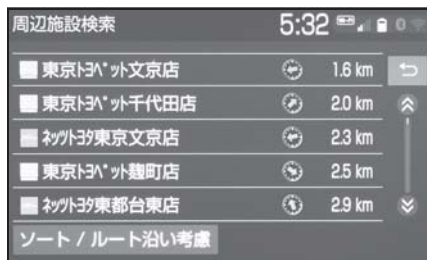 周辺施設検索 5:32
東京トヨペット文京店 1.6 km
東京トヨペット千代田店 2.0 km
ネッツトヨタ東京文京店 2.3 km
東京トヨペット麹町店 2.5 km
ネッツトヨタ東都台東店 2.9 km
ソート / ルート沿い考慮